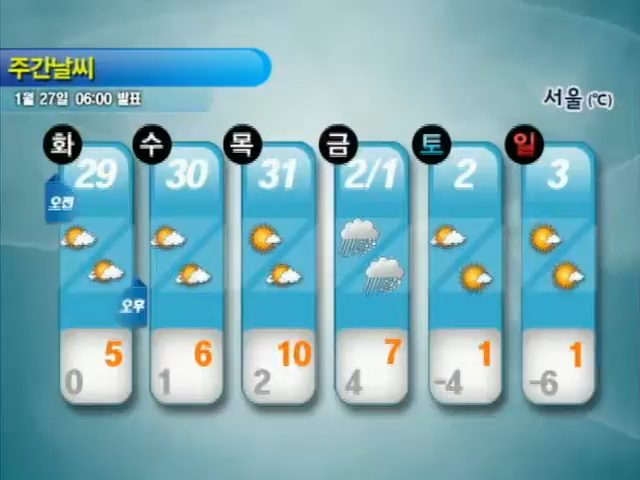 주간날씨
1월 27일 06:00 발표
서울 (℃)
화 수 목 금 토 일
29 30 31 2/1 2 3
오전
오후
5 6 10 7 1 1
0 1 2 4 -4 -6